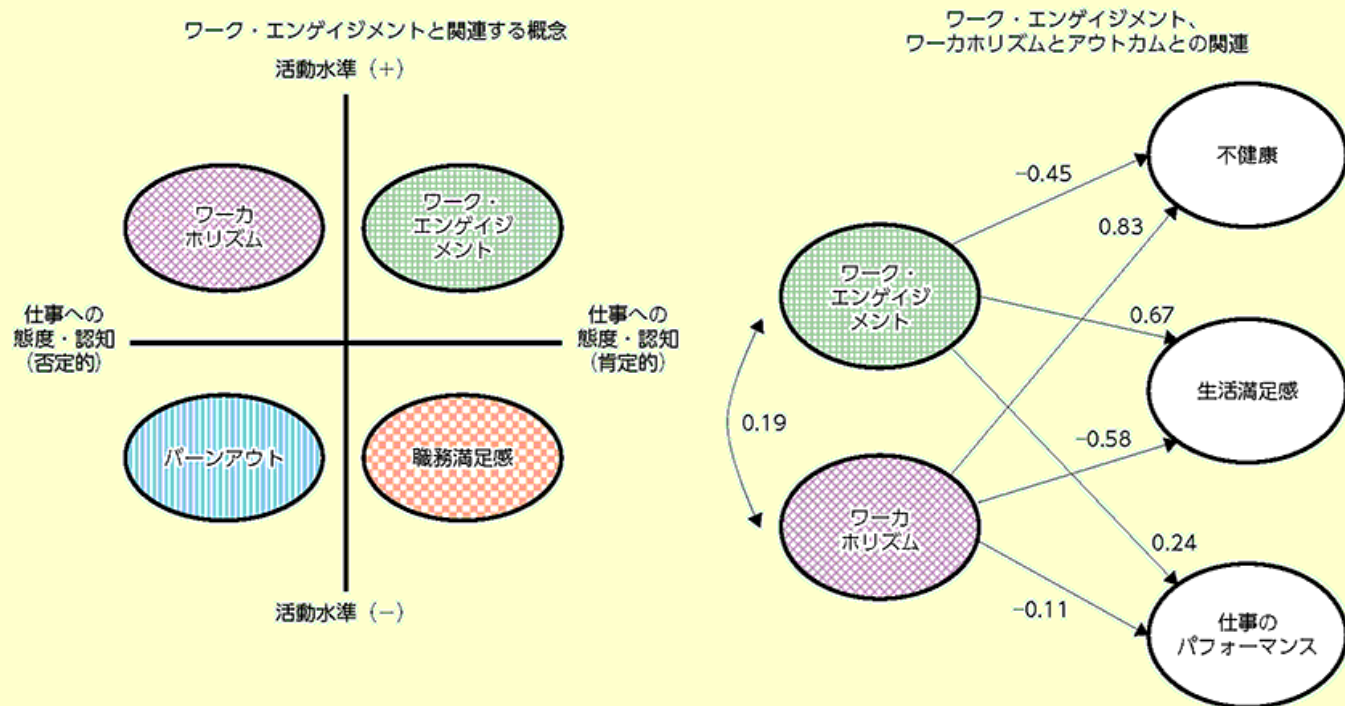 ワーク・エンゲイジメントと関連する概念
活動水準（＋）
ワーカ
ホリズム
ワーク・
エンゲイジ
メント
仕事への
態度・認知
（否定的）
仕事への
態度・認知
（肯定的）
バーンアウト
職務満足感
活動水準（－）
ワーク・エンゲイジメント、
ワーカホリズムとアウトカムとの関連
不健康
−0.45
0.83
ワーク・
エンゲイジ
メント
0.67
生活満足感
0.19
−0.58
ワーカ
ホリズム
0.24
−0.11
仕事の
パフォーマンス